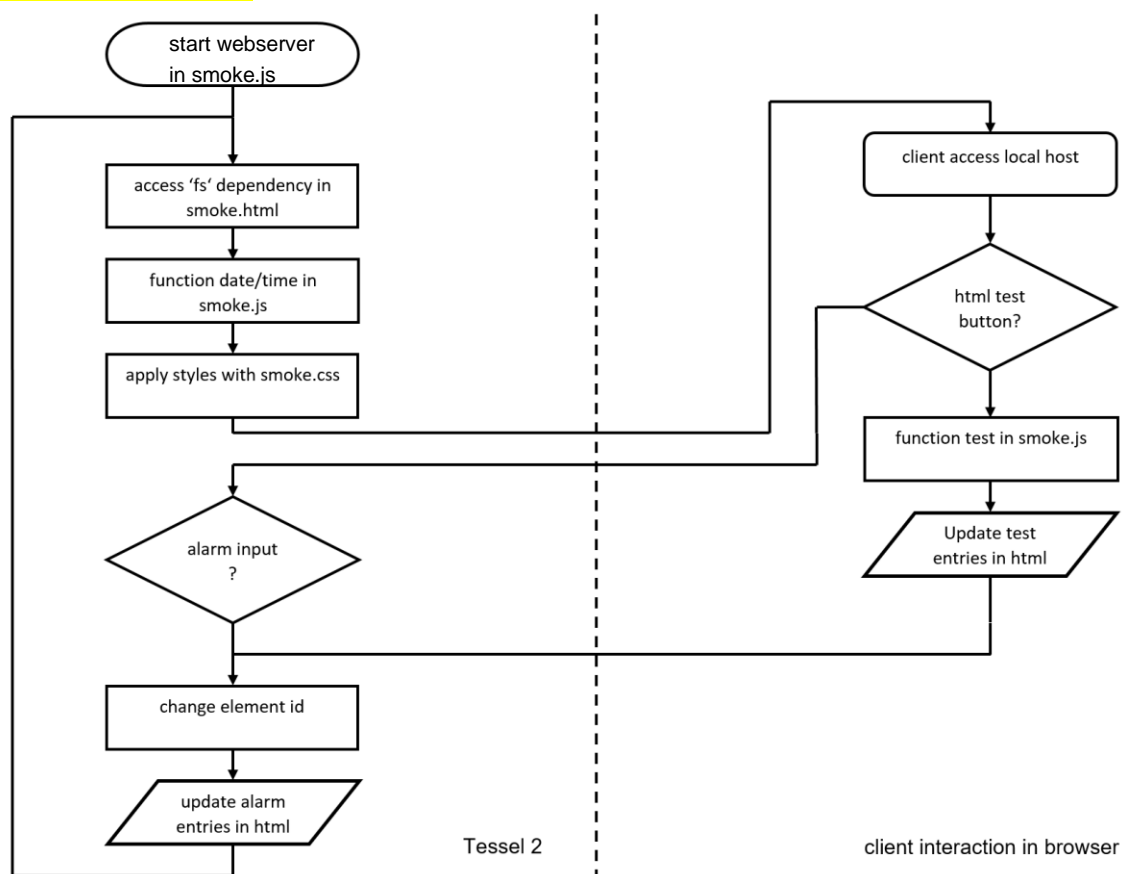 start webserver
in smoke.js
access ‘fs‘ dependency in
smoke.html
function date/time in
smoke.js
apply styles with smoke.css
alarm input
?
change element id
update alarm
entries in html
Tessel 2
client access local host
html test
button?
function test in smoke.js
Update test
entries in html
client interaction in browser